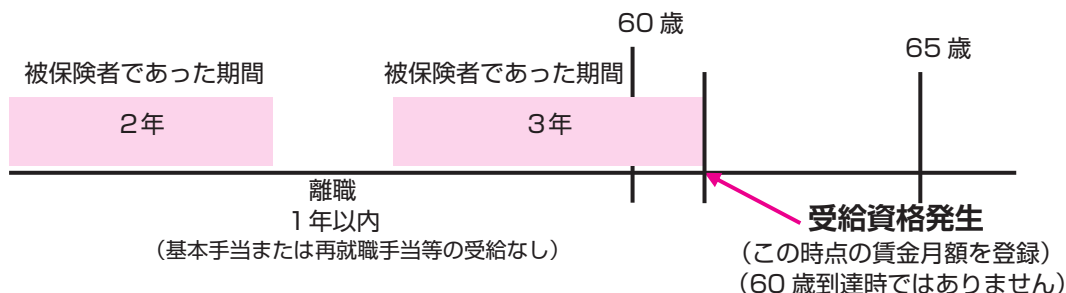 60 歳
65 歳
被保険者であった期間
被保険者であった期間
2年
3年
離職
1年以内
(基本手当または再就職手当等の受給なし)
受給資格発生
(この時点の賃金月額を登録)
(60 歳到達時ではありません)